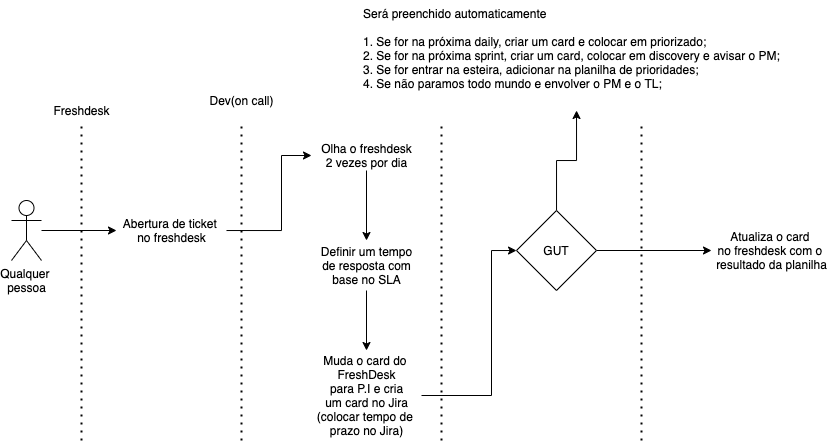 Será preenchido automaticamente
1. Se for na próxima daily, criar um card e colocar em priorizado;
2. Se for na próxima sprint, criar um card, colocar em discovery e avisar o PM;
3. Se for entrar na esteira, adicionar na planilha de prioridades;
4. Se não paramos todo mundo e envolver o PM e o TL;
Freshdesk
Dev(on call)
Qualquer
pessoa
Abertura de ticket
no freshdesk
Olha o freshdesk
2 vezes por dia
Definir um tempo
de resposta com
base no SLA
Muda o card do
FreshDesk
para P.I e cria
um card no Jira
(colocar tempo de
prazo no Jira)
GUT
Atualiza o card
no freshdesk com o
resultado da planilha